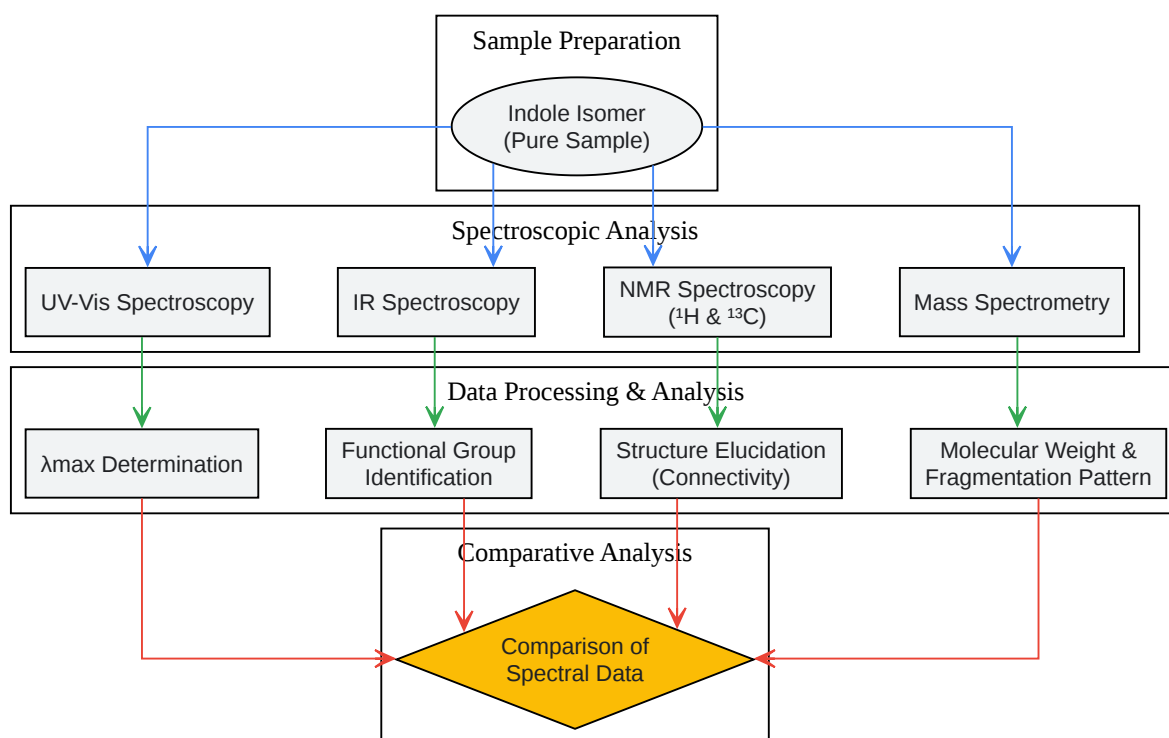 Sample Preparation
Indole Isomer
(Pure Sample)
Spectroscopic Analysis
UV-Vis Spectroscopy
IR Spectroscopy
NMR Spectroscopy
(¹H & ¹³C)
Mass Spectrometry
Data Processing & Analysis
λmax Determination
Functional Group
Identification
Structure Elucidation
(Connectivity)
Molecular Weight &
Fragmentation Pattern
Comparative Analysis
Comparison of
Spectral Data